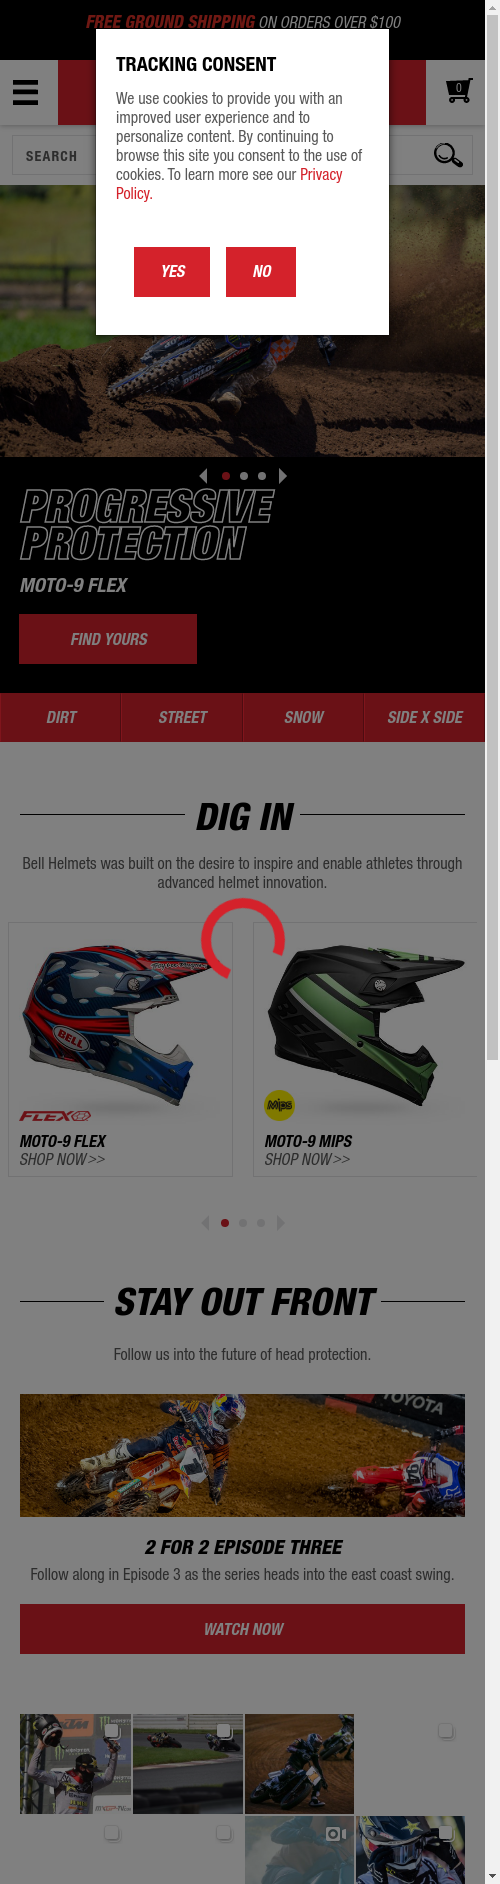 FREE GROUND SHIPPING ON ORDERS OVER $100
TRACKING CONSENT
We use cookies to provide you with an
improved user experience and to
personalize content. By continuing to
browse this site you consent to the use of
cookies. To learn more see our Privacy
Policy.
YES NO
0
SEARCH
PROGRESSIVE
PROTECTION
MOTO-9 FLEX
FIND YOURS
DIRT STREET SNOW SIDE X SIDE
DIG IN
Bell Helmets was built on the desire to inspire and enable athletes through
advanced helmet innovation.
BELL
FLEX
Mips
MOTO-9 FLEX
SHOP NOW>>
MOTO-9 MIPS
SHOP NOW>>
STAY OUT FRONT
Follow us into the future of head protection.
TOYOTA
2 FOR 2 EPISODE THREE
Follow along in Episode 3 as the series heads into the east coast swing.
WATCH NOW
KTM